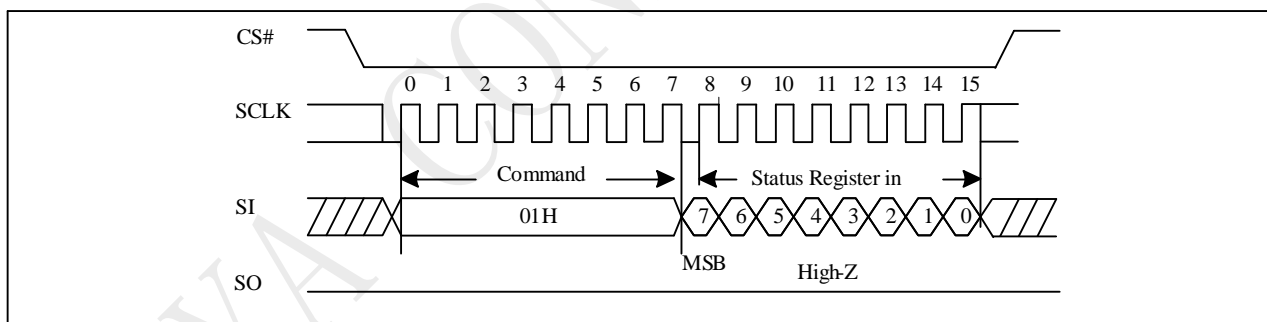 CS#
0 1 2 3 4 5 6 7 8 9 10 11 12 13 14 15
SCLK
Command
Status Register in
SI
01H
7 6 5 4 3 2 1 0
MSB
High-Z
SO